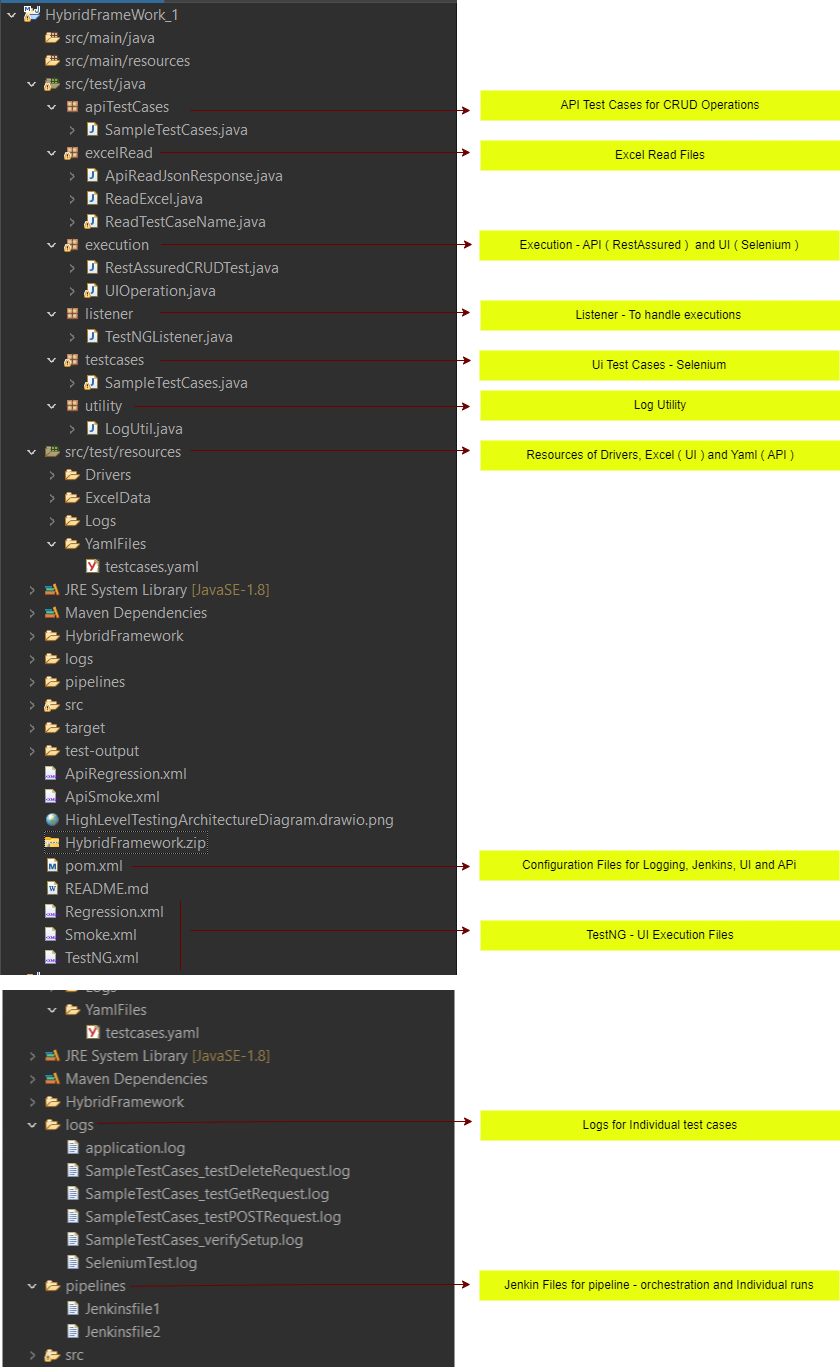 HybridFrameWork_1
src/main/java
src/main/resources
src/test/java
apiTestCases
API Test Cases for CRUD Operations
SampleTestCases.java
excelRead
Excel Read Files
ApiReadJsonResponse.java
ReadExcel.java
ReadTestCaseName.java
execution
Execution - API ( RestAssured ) and UI ( Selenium )
RestAssuredCRUDTest.java
UIOperation.java
listener
Listener - To handle executions
TestNGListener.java
testcases
Ui Test Cases - Selenium
SampleTestCases.java
utility
Log Utility
LogUtil.java
src/test/resources
Resources of Drivers, Excel ( UI ) and Yaml ( API )
Drivers
ExcelData
Logs
YamlFiles
testcases.yaml
JRE System Library [JavaSE-1.8]
Maven Dependencies
HybridFramework
logs
pipelines
src
target
test-output
ApiRegression.xml
ApiSmoke.xml
HighLevelTestingArchitectureDiagram.drawio.png
HybridFramework.zip
pom.xml
Configuration Files for Logging, Jenkins, UI and APi
README.md
Regression.xml
Smoke.xml
TestNG - UI Execution Files
TestNG.xml
Logs
YamlFiles
testcases.yaml
JRE System Library [JavaSE-1.8]
Maven Dependencies
HybridFramework
logs
Logs for Individual test cases
application.log
SampleTestCases_testDeleteRequest.log
SampleTestCases_testGetRequest.log
SampleTestCases_testPOSTRequest.log
SampleTestCases_verifySetup.log
SeleniumTest.log
pipelines
Jenkin Files for pipeline - orchestration and Individual runs
Jenkinsfile1
Jenkinsfile2
src